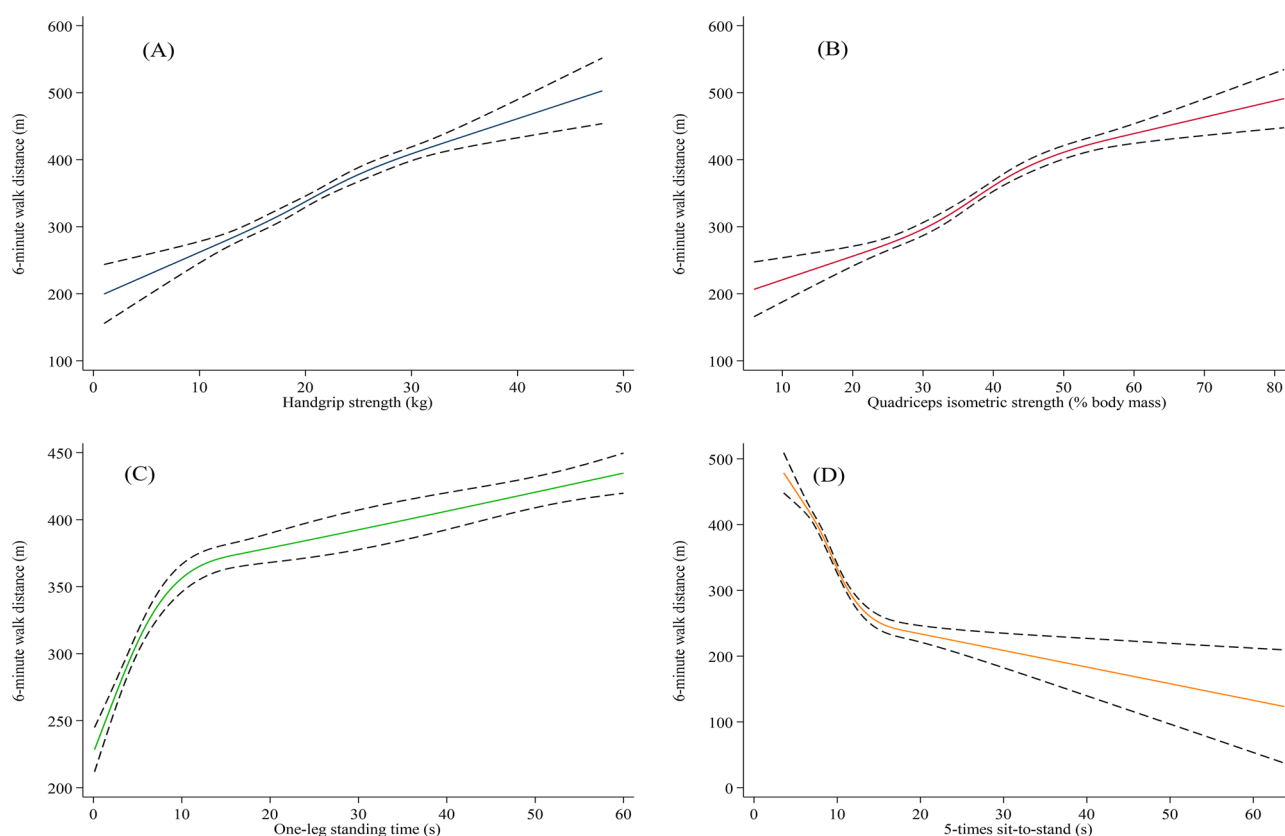 (A)
6-minute walk distance (m)
600
500
400
300
200
100
0 10 20 30 40 50
Handgrip strength (kg)
(B)
6-minute walk distance (m)
600
500
400
300
200
100
10 20 30 40 50 60 70 80
Quadriceps isometric strength (% body mass)
(C)
6-minute walk distance (m)
450
400
350
300
250
200
0 10 20 30 40 50 60
One-leg standing time (s)
(D)
6-minute walk distance (m)
500
400
300
200
100
0
0 10 20 30 40 50 60
5-times sit-to-stand (s)